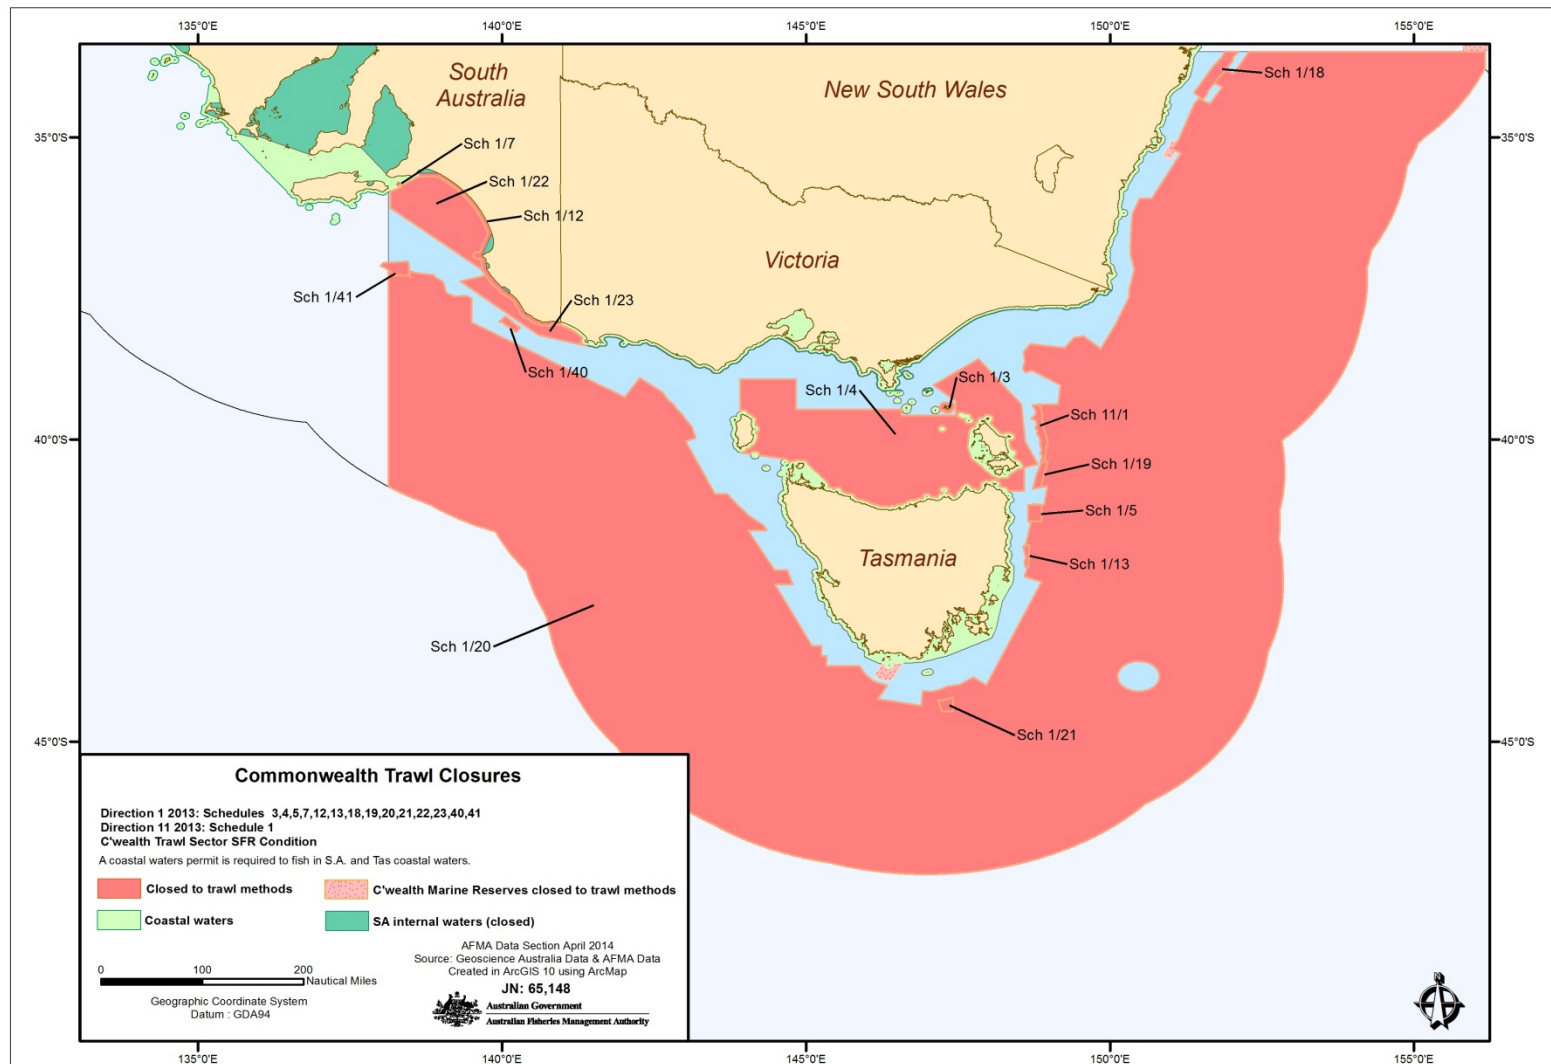 135°0'E
140°0'E
145°0'E
150°0'E
155°0'E
South
Australia
New South Wales
Sch 1/18
35°0'S
35°0'S
Sch 1/7
Sch 1/22
Sch 1/12
Victoria
Sch 1/41
Sch 1/23
Sch 1/40
Sch 1/4
Sch 1/3
Sch 11/1
40°0'S
40°0'S
Sch 1/19
Sch 1/5
Tasmania
Sch 1/13
Sch 1/20
Sch 1/21
45°0'S
45°0'S
Commonwealth Trawl Closures
Direction 1 2013: Schedules 3,4,5,7,12,13,18,19,20,21,22,23,40,41
Direction 11 2013: Schedule 1
C'wealth Trawl Sector SFR Condition
A coastal waters permit is required to fish in S.A. and Tas coastal waters.
Closed to trawl methods
C'wealth Marine Reserves closed to trawl methods
Coastal waters
SA internal waters (closed)
AFMA Data Section April 2014
Source: Geoscience Australia Data & AFMA Data
Created in ArcGIS 10 using ArcMap
JN: 65,148
0 100 200
Nautical Miles
Geographic Coordinate System
Datum : GDA94
Australian Government
Australian Fisheries Management Authority
135°0'E
140°0'E
145°0'E
150°0'E
155°0'E